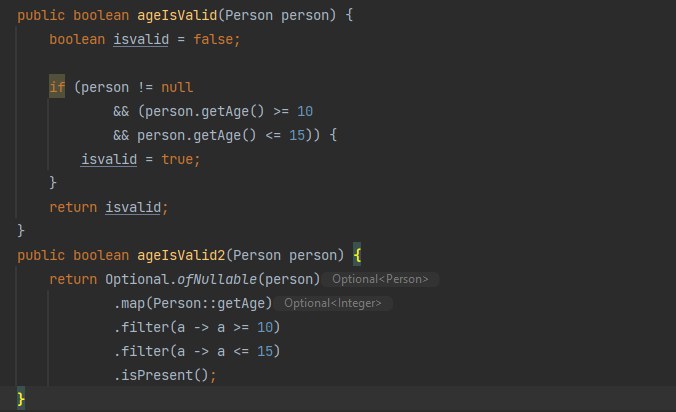 public boolean ageIsValid(Person person) {
    boolean isvalid = false;

    if (person != null
            && (person.getAge() >= 10
            && person.getAge() <= 15)) {
        isvalid = true;
    }
    return isvalid;
}
public boolean ageIsValid2(Person person) {
    return Optional.ofNullable(person) Optional<Person>
            .map(Person::getAge) Optional<Integer>
            .filter(a -> a >= 10)
            .filter(a -> a <= 15)
            .isPresent();
}